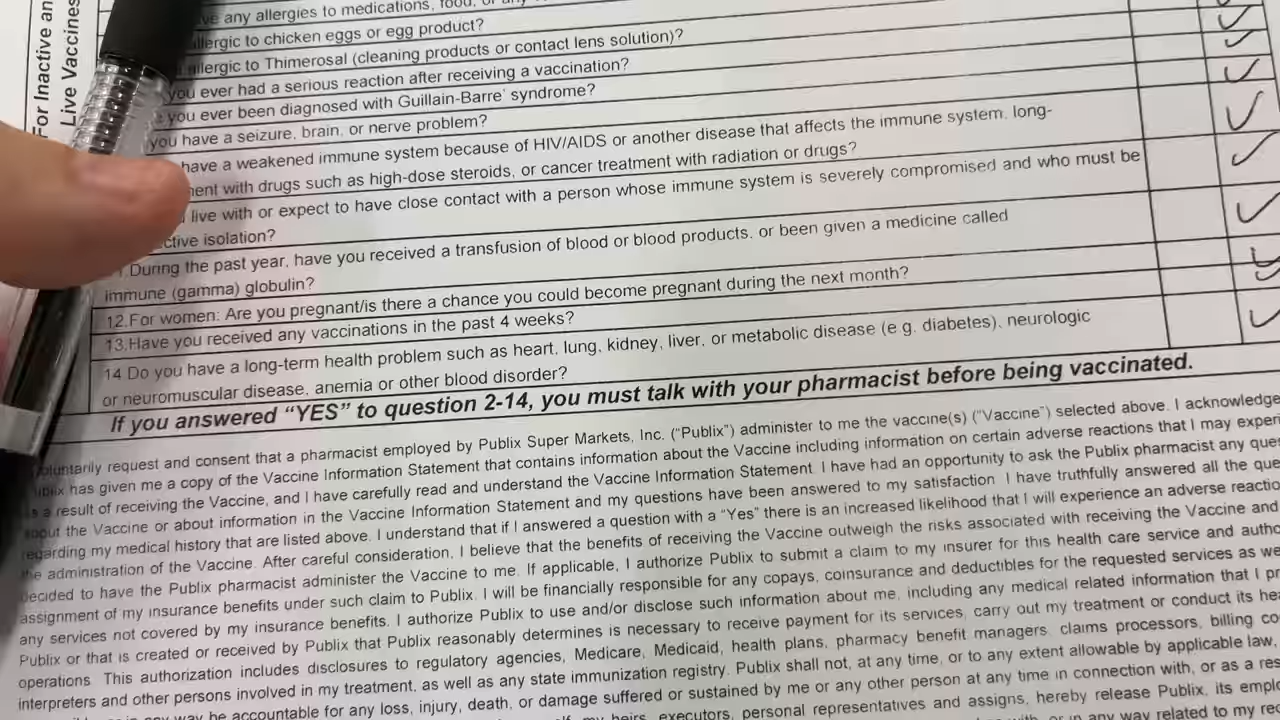 For Inactive an
Live Vaccines
ve any allergies to medications, food, or any
allergic to chicken eggs or egg product?
allergic to Thimerosal (cleaning products or contact lens solution)?
you ever had a serious reaction after receiving a vaccination?
you ever been diagnosed with Guillain-Barre' syndrome?
you have a seizure, brain, or nerve problem?
have a weakened immune system because of HIV/AIDS or another disease that affects the immune system, long-
ment with drugs such as high-dose steroids, or cancer treatment with radiation or drugs?
live with or expect to have close contact with a person whose immune system is severely compromised and who must be
ctive isolation?
1.During the past year, have you received a transfusion of blood or blood products, or been given a medicine called
immune (gamma) globulin?
12.For women: Are you pregnant/is there a chance you could become pregnant during the next month?
13.Have you received any vaccinations in the past 4 weeks?
14 Do you have a long-term health problem such as heart, lung, kidney, liver, or metabolic disease (e g. diabetes), neurologic
or neuromuscular disease, anemia or other blood disorder?
If you answered “YES” to question 2-14, you must talk with your pharmacist before being vaccinated.
oluntarily request and consent that a pharmacist employed by Publix Super Markets, Inc. (“Publix”) administer to me the vaccine(s) (“Vaccine”) selected above. I acknowledge
ublix has given me a copy of the Vaccine Information Statement that contains information about the Vaccine including information on certain adverse reactions that I may experi
as a result of receiving the Vaccine, and I have carefully read and understand the Vaccine Information Statement. I have had an opportunity to ask the Publix pharmacist any que
about the Vaccine or about information in the Vaccine Information Statement and my questions have been answered to my satisfaction I have truthfully answered all the que
regarding my medical history that are listed above. I understand that if I answered a question with a “Yes” there is an increased likelihood that I will experience an adverse reactio
the administration of the Vaccine. After careful consideration, I believe that the benefits of receiving the Vaccine outweigh the risks associated with receiving the Vaccine and
decided to have the Publix pharmacist administer the Vaccine to me. If applicable, I authorize Publix to submit a claim to my insurer for this health care service and autho
assignment of my insurance benefits under such claim to Publix. I will be financially responsible for any copays, coinsurance and deductibles for the requested services as we
any services not covered by my insurance benefits. I authorize Publix to use and/or disclose such information about me, including any medical related information that I pr
Publix or that is created or received by Publix that Publix reasonably determines is necessary to receive payment for its services, carry out my treatment or conduct its hea
operations. This authorization includes disclosures to regulatory agencies, Medicare, Medicaid, health plans, pharmacy benefit managers, claims processors, billing co
interpreters and other persons involved in my treatment, as well as any state immunization registry. Publix shall not, at any time, or to any extent allowable by applicable law,
way be accountable for any loss, injury, death, or damage suffered or sustained by me or any other person at any time in connection with, or as a res
my heirs, executors, personal representatives and assigns, hereby release Publix, its emplo
with, or in any way related to my rec